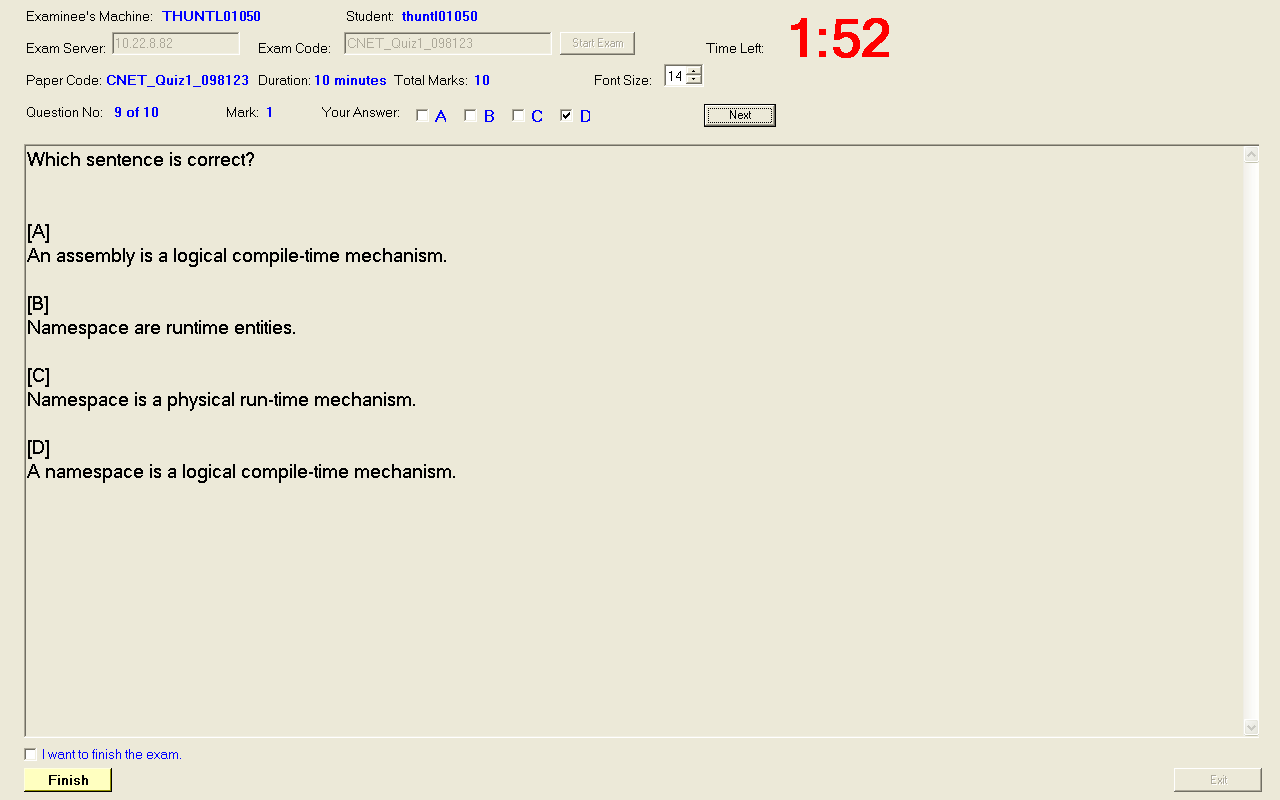 Examinee's Machine: THUNTL01050 Student: thuntl01050
Exam Server: 10.22.8.82 Exam Code: CNET_Quiz1_098123 Start Exam Time Left: 1:52
Paper Code: CNET_Quiz1_098123 Duration: 10 minutes Total Marks: 10 Font Size: 14
Question No: 9 of 10 Mark: 1 Your Answer: A B C D Next
Which sentence is correct?
[A]
An assembly is a logical compile-time mechanism.
[B]
Namespace are runtime entities.
[C]
Namespace is a physical run-time mechanism.
[D]
A namespace is a logical compile-time mechanism.
I want to finish the exam.
Finish Exit